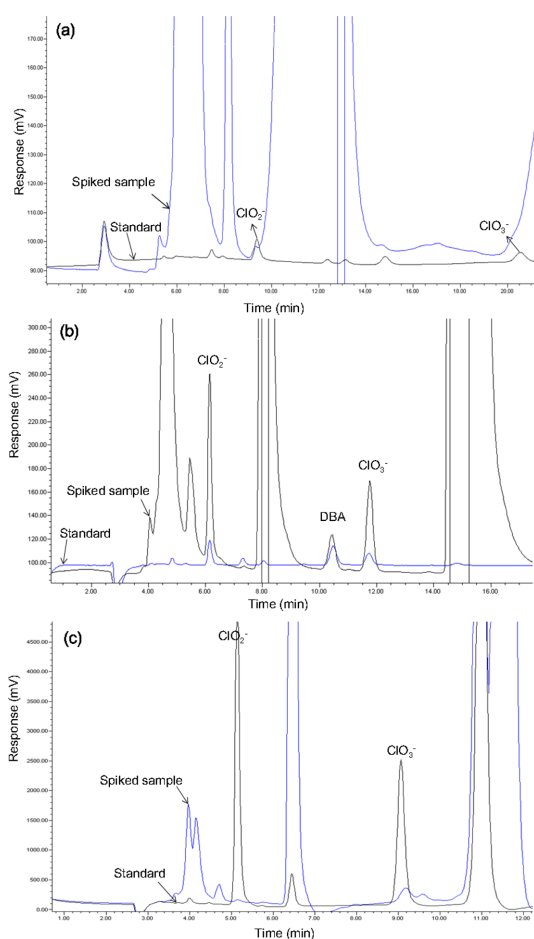 (a)
170.00
160.00
150.00
140.00
130.00
120.00
110.00
100.00
90.00
Response (mV)
Spiked sample
Standard
ClO₂⁻
ClO₃⁻
2.00 4.00 6.00 8.00 10.00 12.00 14.00 16.00 18.00 20.00
Time (min)
(b)
300.00
280.00
260.00
240.00
220.00
200.00
180.00
160.00
140.00
120.00
100.00
Response (mV)
ClO₂⁻
Spiked sample
Standard
DBA
ClO₃⁻
2.00 4.00 6.00 8.00 10.00 12.00 14.00 16.00
Time (min)
(c)
4500.00
4000.00
3500.00
3000.00
2500.00
2000.00
1500.00
1000.00
500.00
0.00
Response (mV)
ClO₂⁻
Spiked sample
Standard
ClO₃⁻
1.00 2.00 3.00 4.00 5.00 6.00 7.00 8.00 9.00 10.00 11.00 12.00
Time (min)